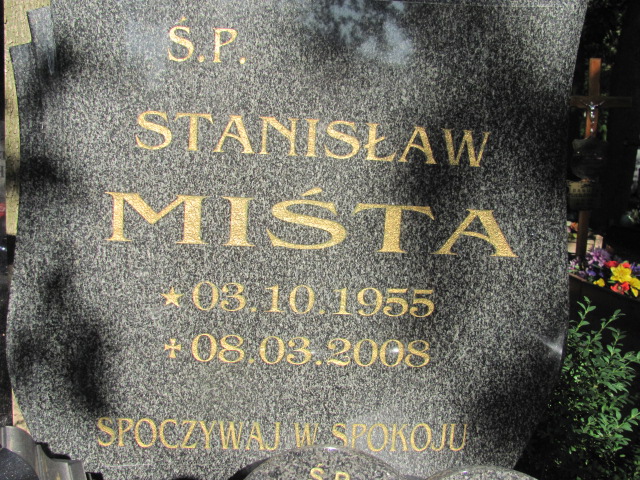 Ś.P.
STANISŁAW
MIŚTA
★ 03.10.1955
✝ 08.03.2008
SPOCZYWAJ W SPOKOJU
Ś.P.